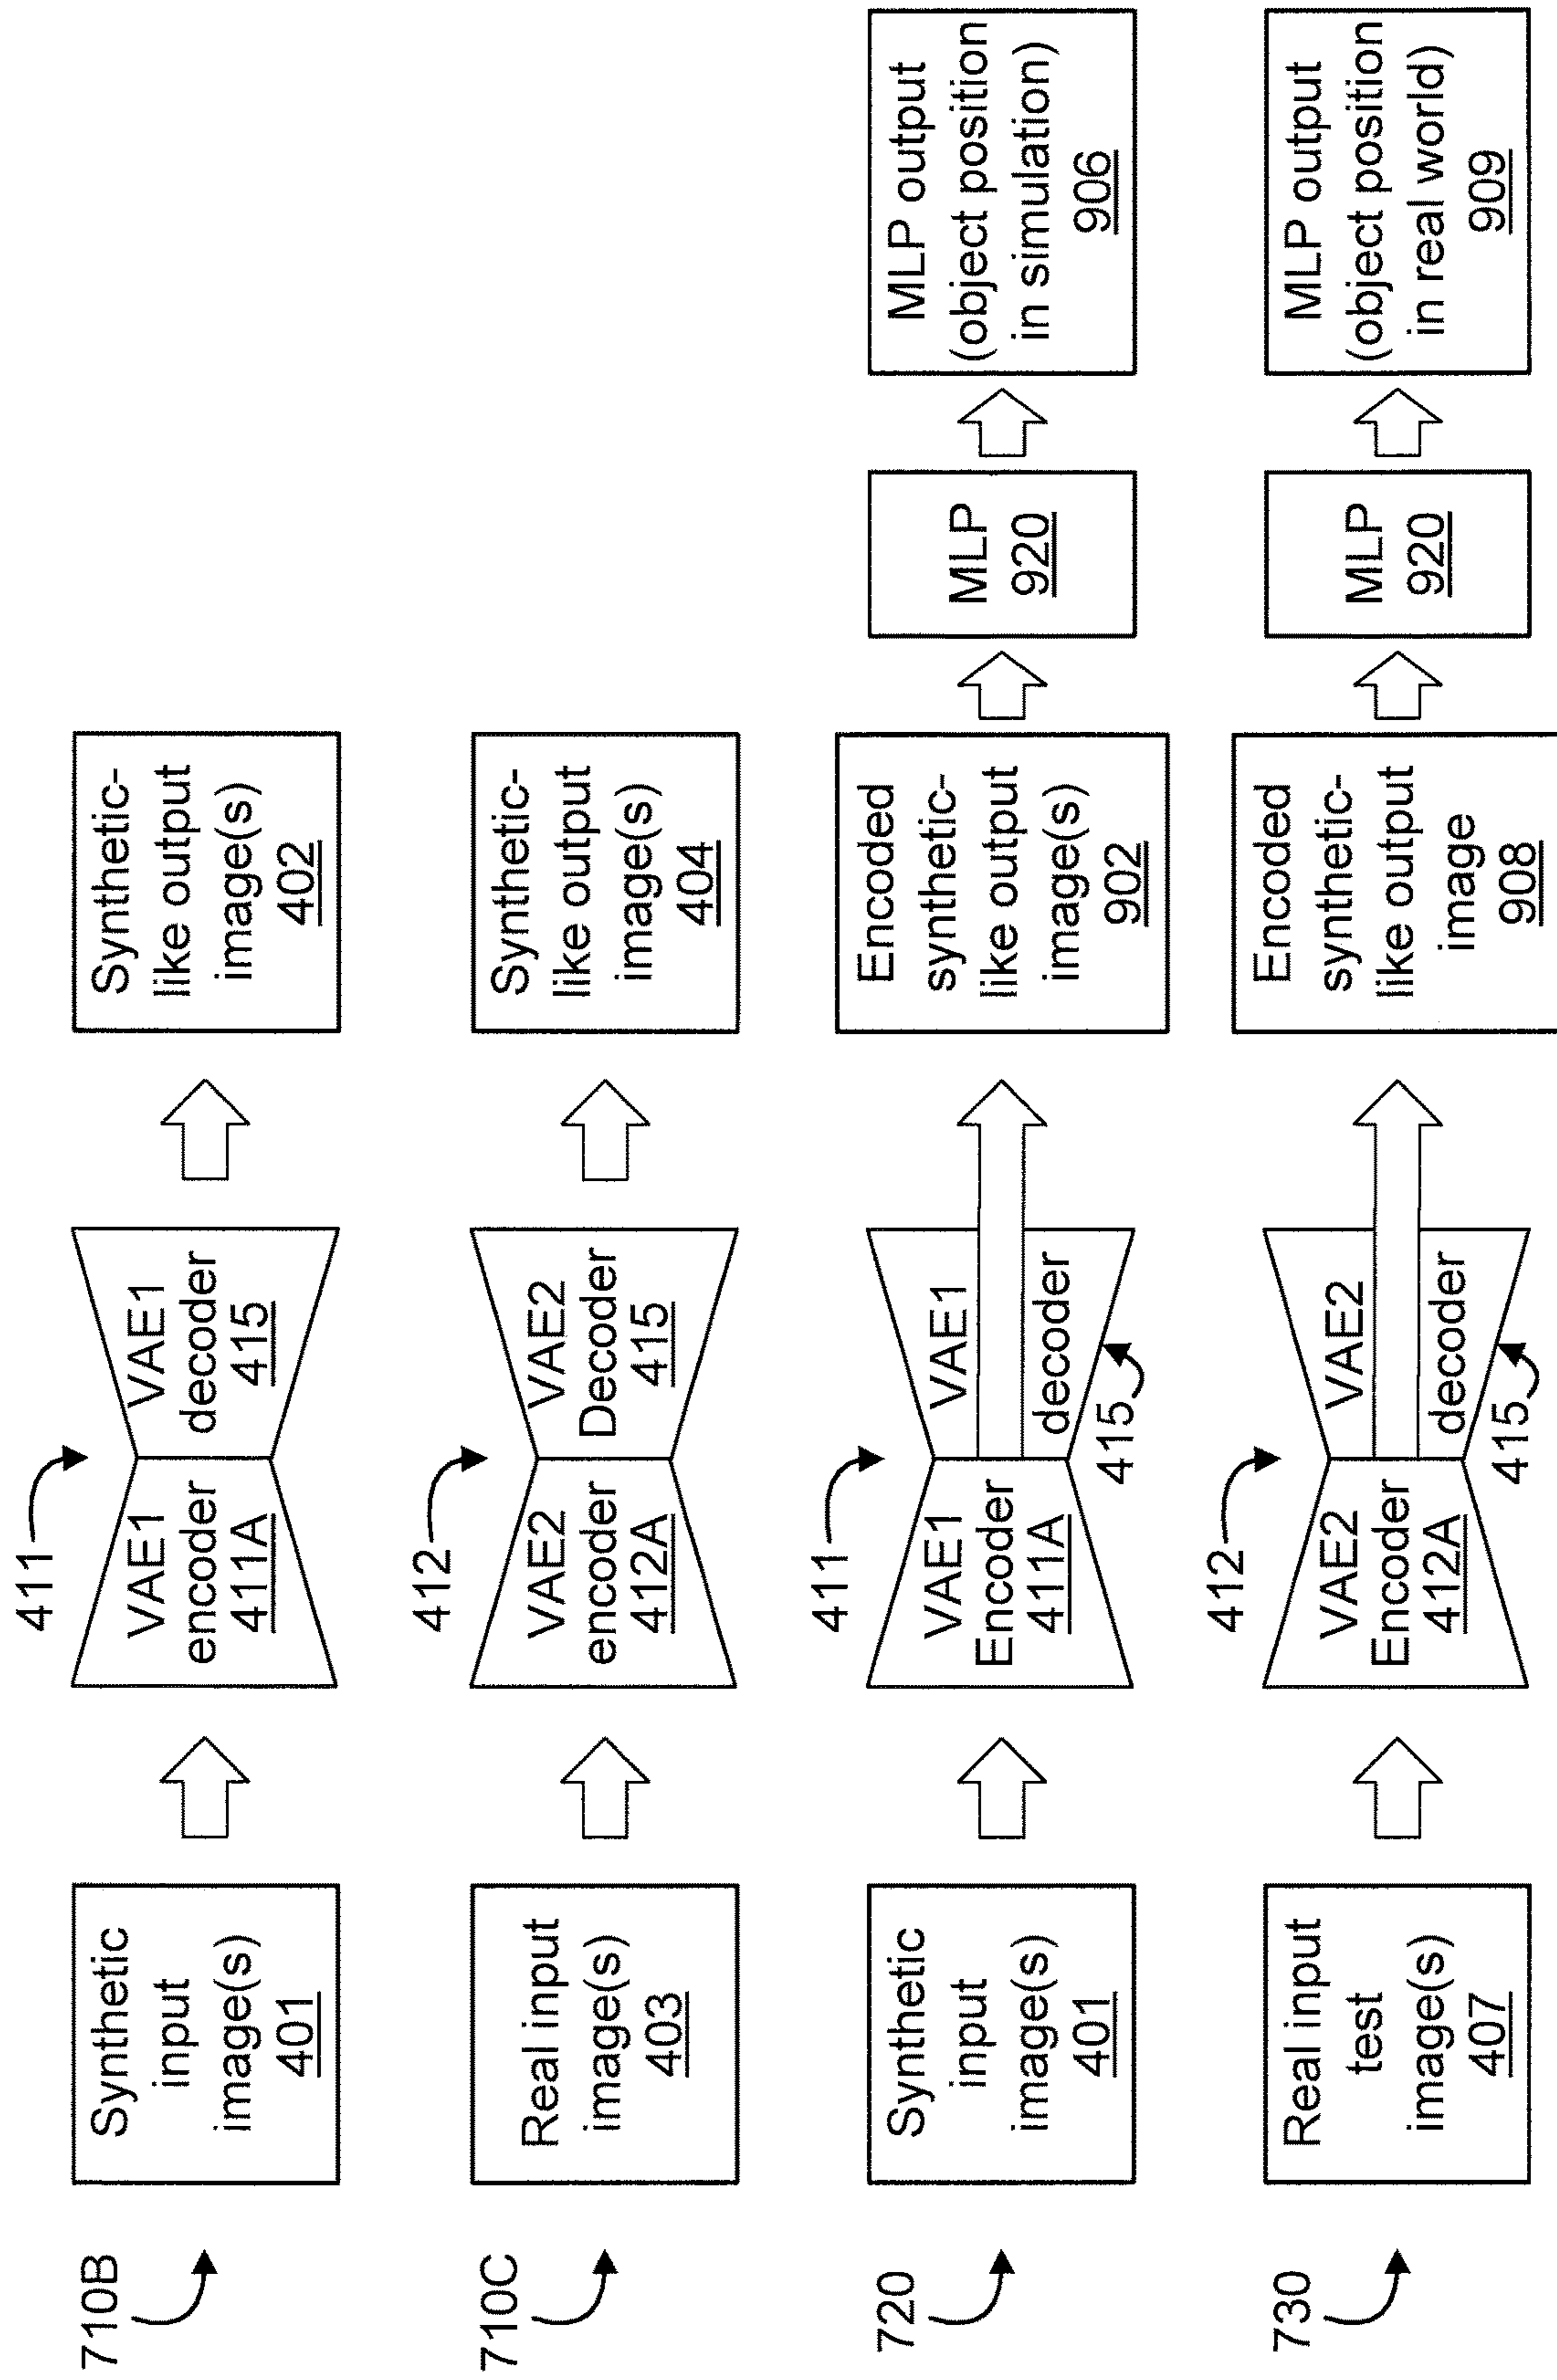 710B
Synthetic
input
image(s)
401
411
VAE1
encoder
411A
VAE1
decoder
415
Synthetic-
like output
image(s)
402
710C
Real input
image(s)
403
412
VAE2
encoder
412A
VAE2
Decoder
415
Synthetic-
like output
image(s)
404
720
Synthetic
input
image(s)
401
411
VAE1
Encoder
411A
VAE1
decoder
415
Encoded
synthetic-
like output
image(s)
902
MLP
920
MLP output
(object position
in simulation)
906
730
Real input
test
image(s)
407
412
VAE2
Encoder
412A
VAE2
decoder
415
Encoded
synthetic-
like output
image
908
MLP
920
MLP output
(object position
in real world)
909